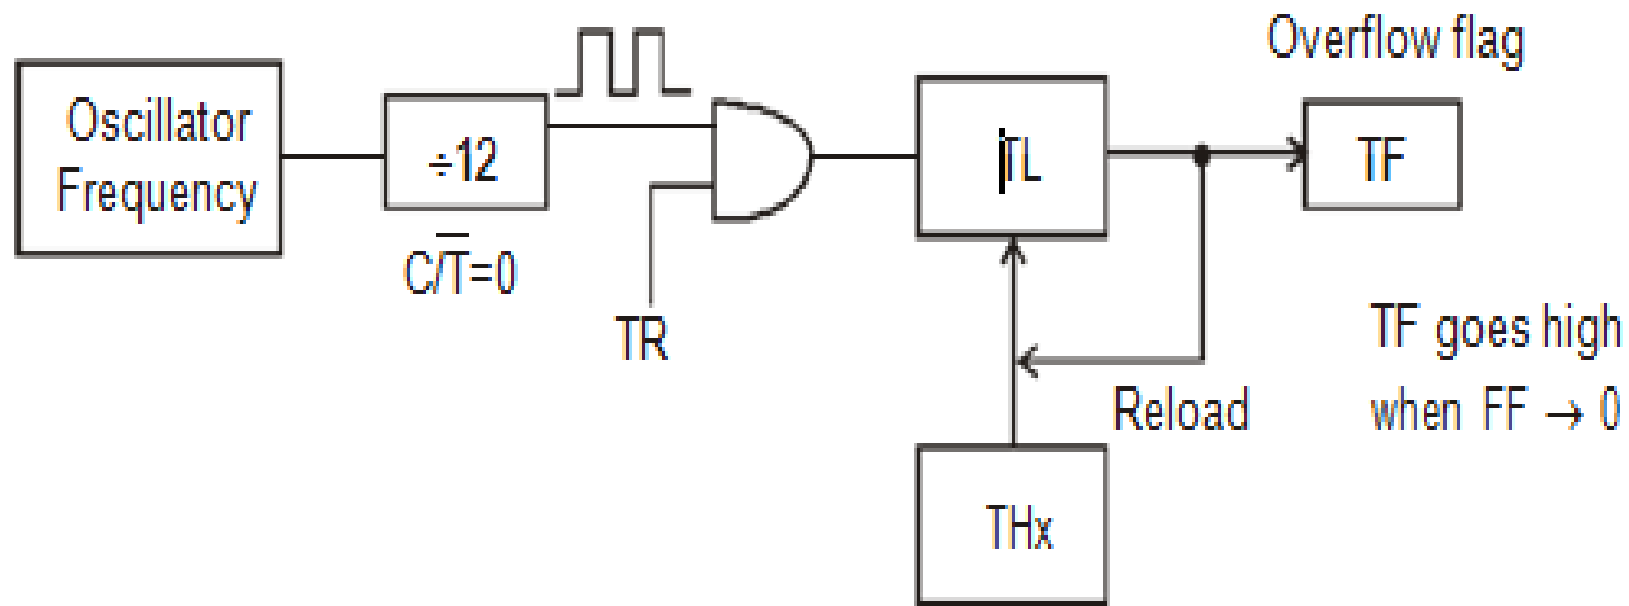 Overflow flag
Oscillator
Frequency
÷12
TL
TF
C/T̅=0
TR
TF goes high
when FF → 0
Reload
THx